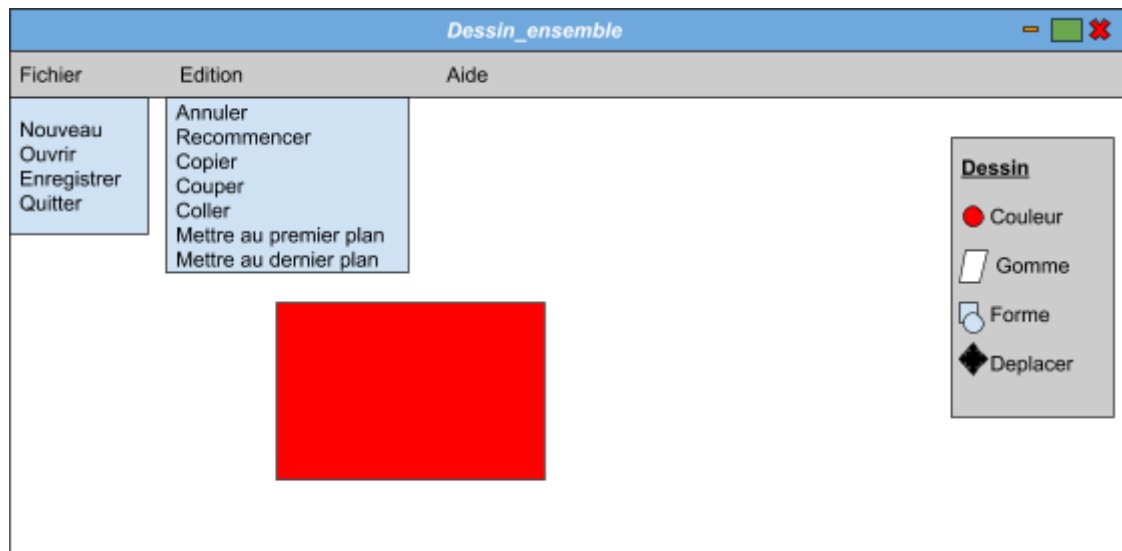 Dessin_ensemble
Fichier Edition Aide
Nouveau
Ouvrir
Enregistrer
Quitter
Annuler
Recommencer
Copier
Couper
Coller
Mettre au premier plan
Mettre au dernier plan
Dessin
Couleur
Gomme
Forme
Deplacer